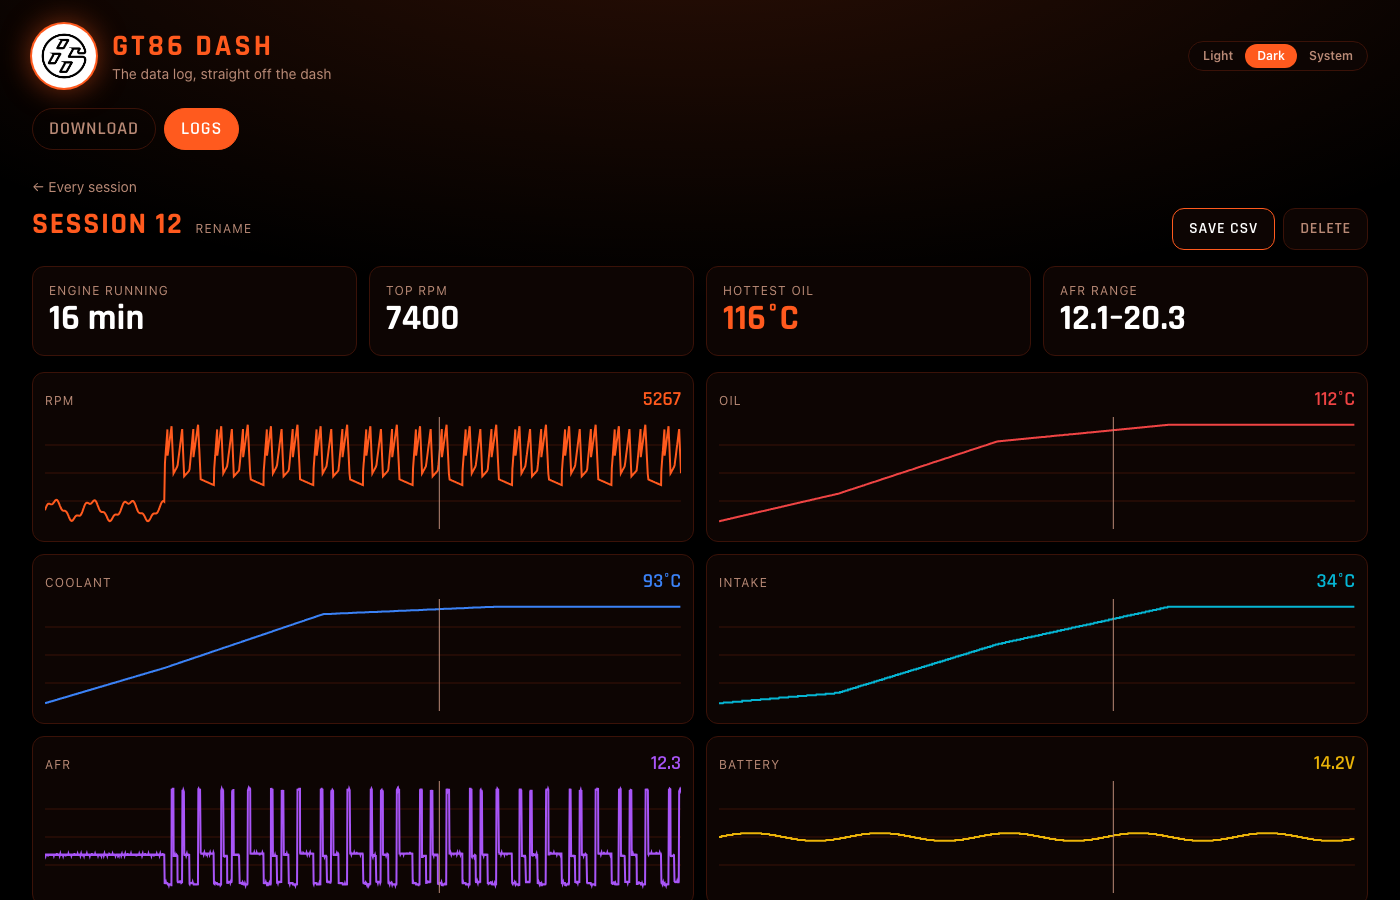 GT86 DASH
The data log, straight off the dash
Light Dark System
DOWNLOAD LOGS
← Every session
SESSION 12 RENAME
SAVE CSV DELETE
ENGINE RUNNING
16 min
TOP RPM
7400
HOTTEST OIL
116°C
AFR RANGE
12.1–20.3
RPM 5267
OIL 112°C
COOLANT 93°C
INTAKE 34°C
AFR 12.3
BATTERY 14.2V